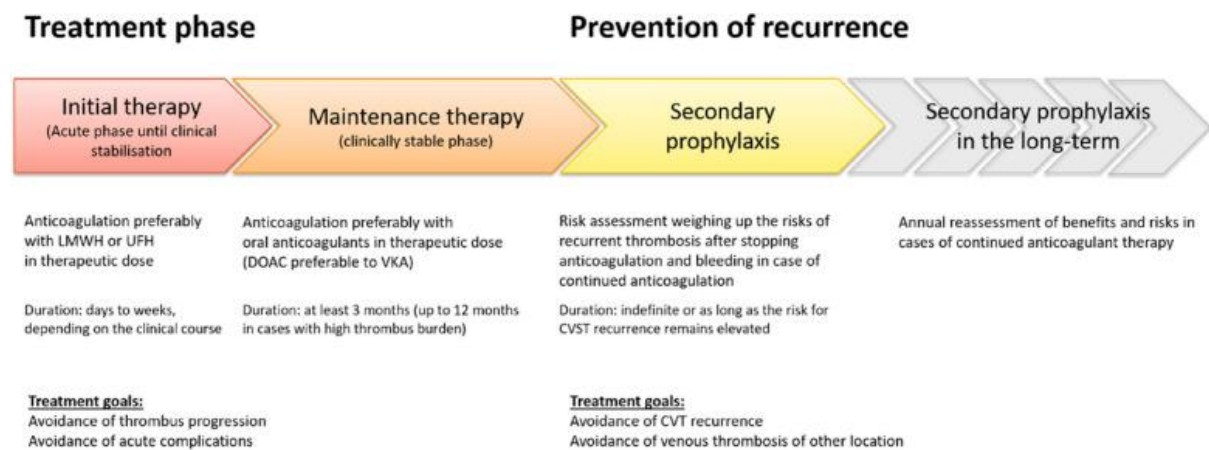 Treatment phase
Prevention of recurrence
Initial therapy
(Acute phase until clinical
stabilisation
Maintenance therapy
(clinically stable phase)
Secondary
prophylaxis
Secondary prophylaxis
in the long-term
Anticoagulation preferably
with LMWH or UFH
in therapeutic dose
Duration: days to weeks,
depending on the clinical course
Anticoagulation preferably with
oral anticoagulants in therapeutic dose
(DOAC preferable to VKA)
Duration: at least 3 months (up to 12 months
in cases with high thrombus burden)
Risk assessment weighing up the risks of
recurrent thrombosis after stopping
anticoagulation and bleeding in case of
continued anticoagulation
Duration: indefinite or as long as the risk for
CVST recurrence remains elevated
Annual reassessment of benefits and risks in
cases of continued anticoagulant therapy
Treatment goals:
Avoidance of thrombus progression
Avoidance of acute complications
Treatment goals:
Avoidance of CVT recurrence
Avoidance of venous thrombosis of other location